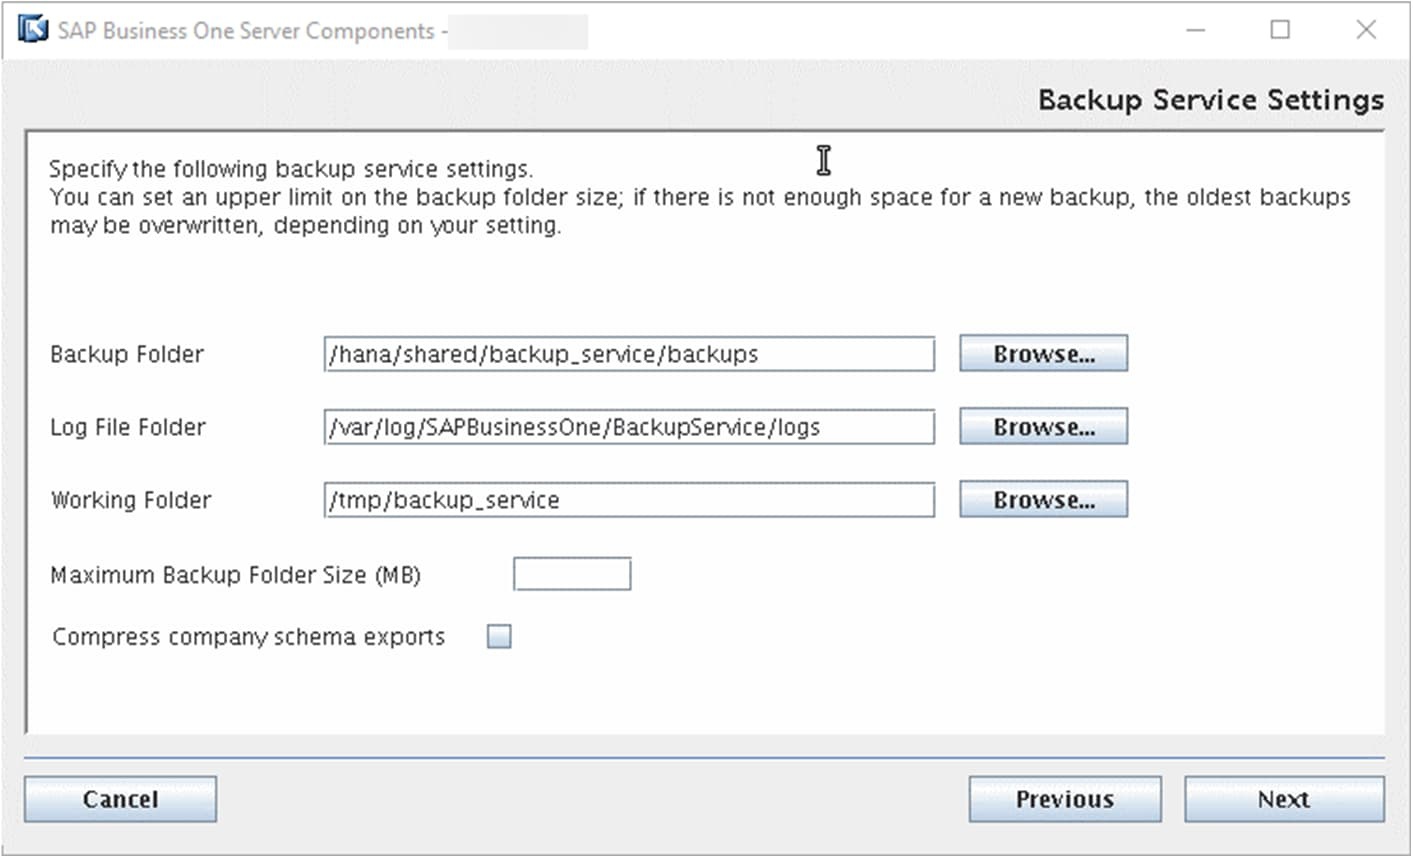 SAP Business One Server Components -
Backup Service Settings
Specify the following backup service settings.
You can set an upper limit on the backup folder size; if there is not enough space for a new backup, the oldest backups
may be overwritten, depending on your setting.
Backup Folder /hana/shared/backup_service/backups Browse...
Log File Folder /var/log/SAPBusinessOne/BackupService/logs Browse...
Working Folder /tmp/backup_service Browse...
Maximum Backup Folder Size (MB)
Compress company schema exports
Cancel Previous Next